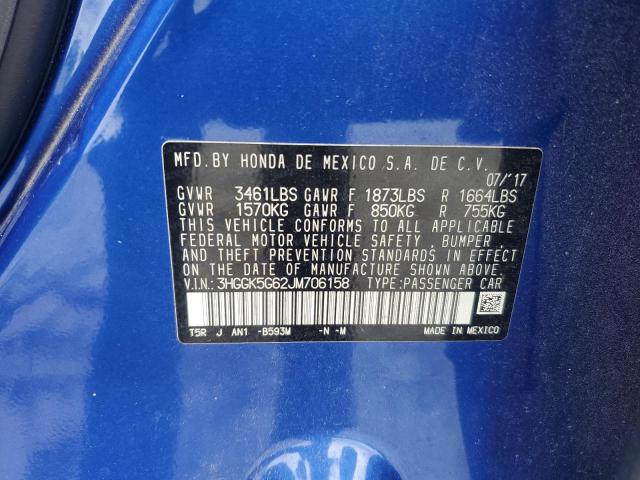 MFD. BY HONDA DE MEXICO S.A. DE C.V.
07/'17
GVWR 3461LBS GAWR F 1873LBS R 1664LBS
GVWR 1570KG GAWR F 850KG R 755KG
THIS VEHICLE CONFORMS TO ALL APPLICABLE
FEDERAL MOTOR VEHICLE SAFETY, BUMPER,
AND THEFT PREVENTION STANDARDS IN EFFECT
ON THE DATE OF MANUFACTURE SHOWN ABOVE.
V.I.N.: 3HGGK5G62JM706158 TYPE: PASSENGER CAR
T5R J AN1 -B593M -N -M MADE IN MEXICO